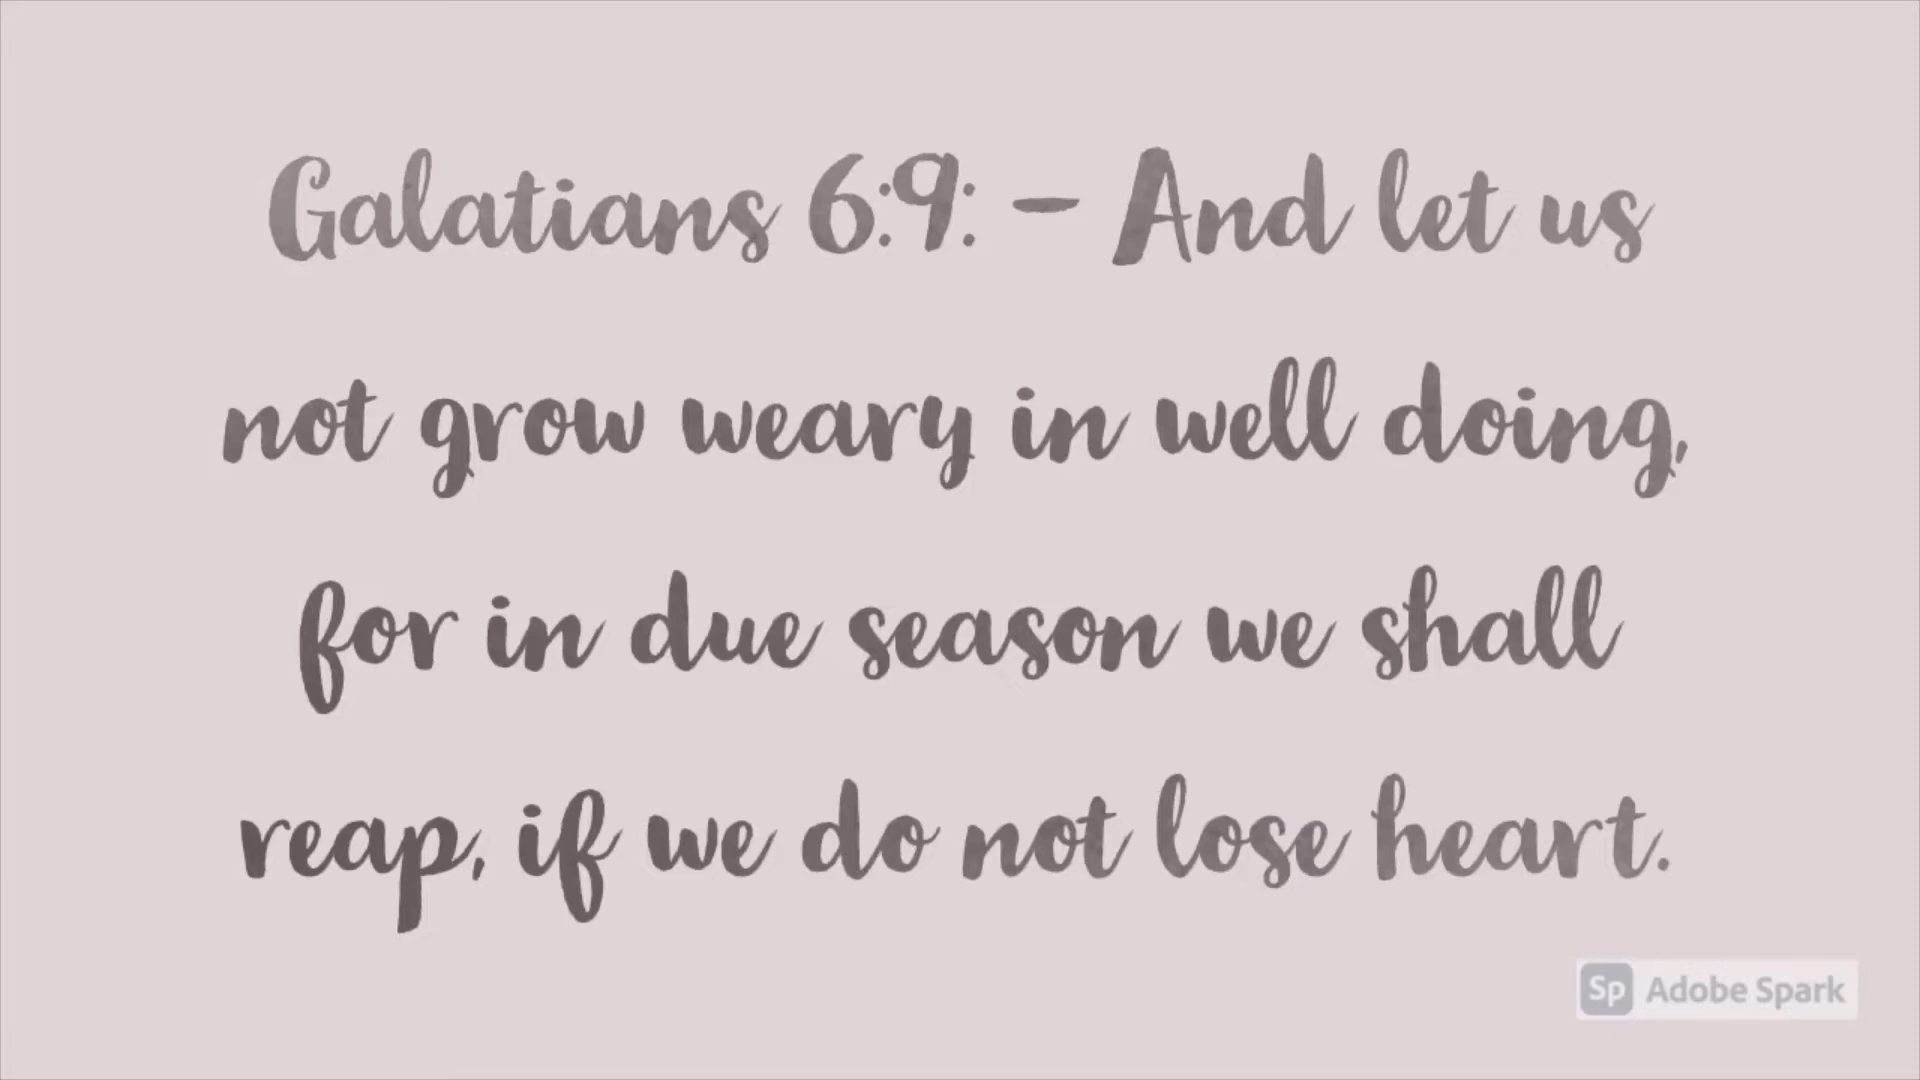 Galatians 6:9: - And let us
not grow weary in well doing,
for in due season we shall
reap, if we do not lose heart.
Sp Adobe Spark